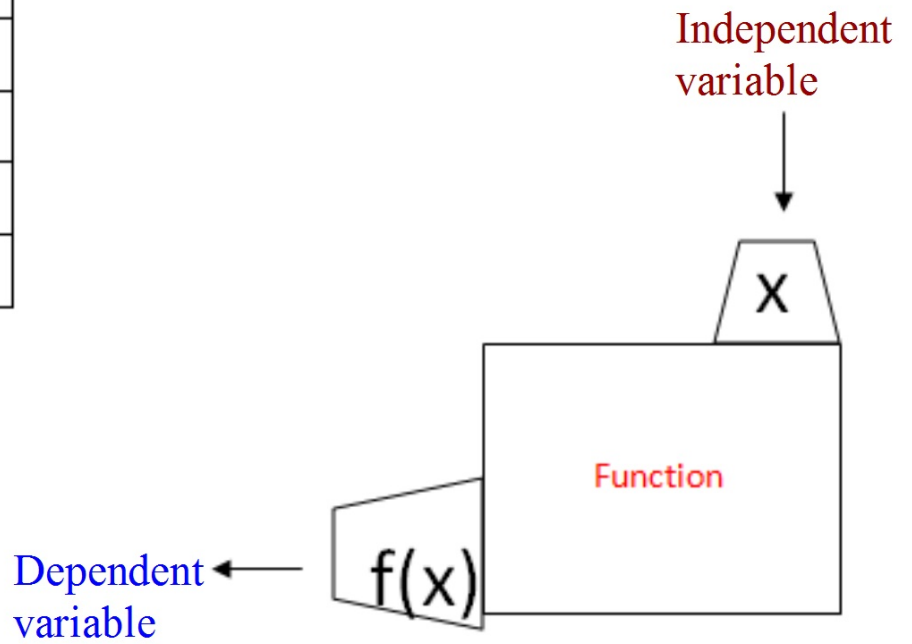 Independent
variable
X
Function
f(x)
Dependent
variable